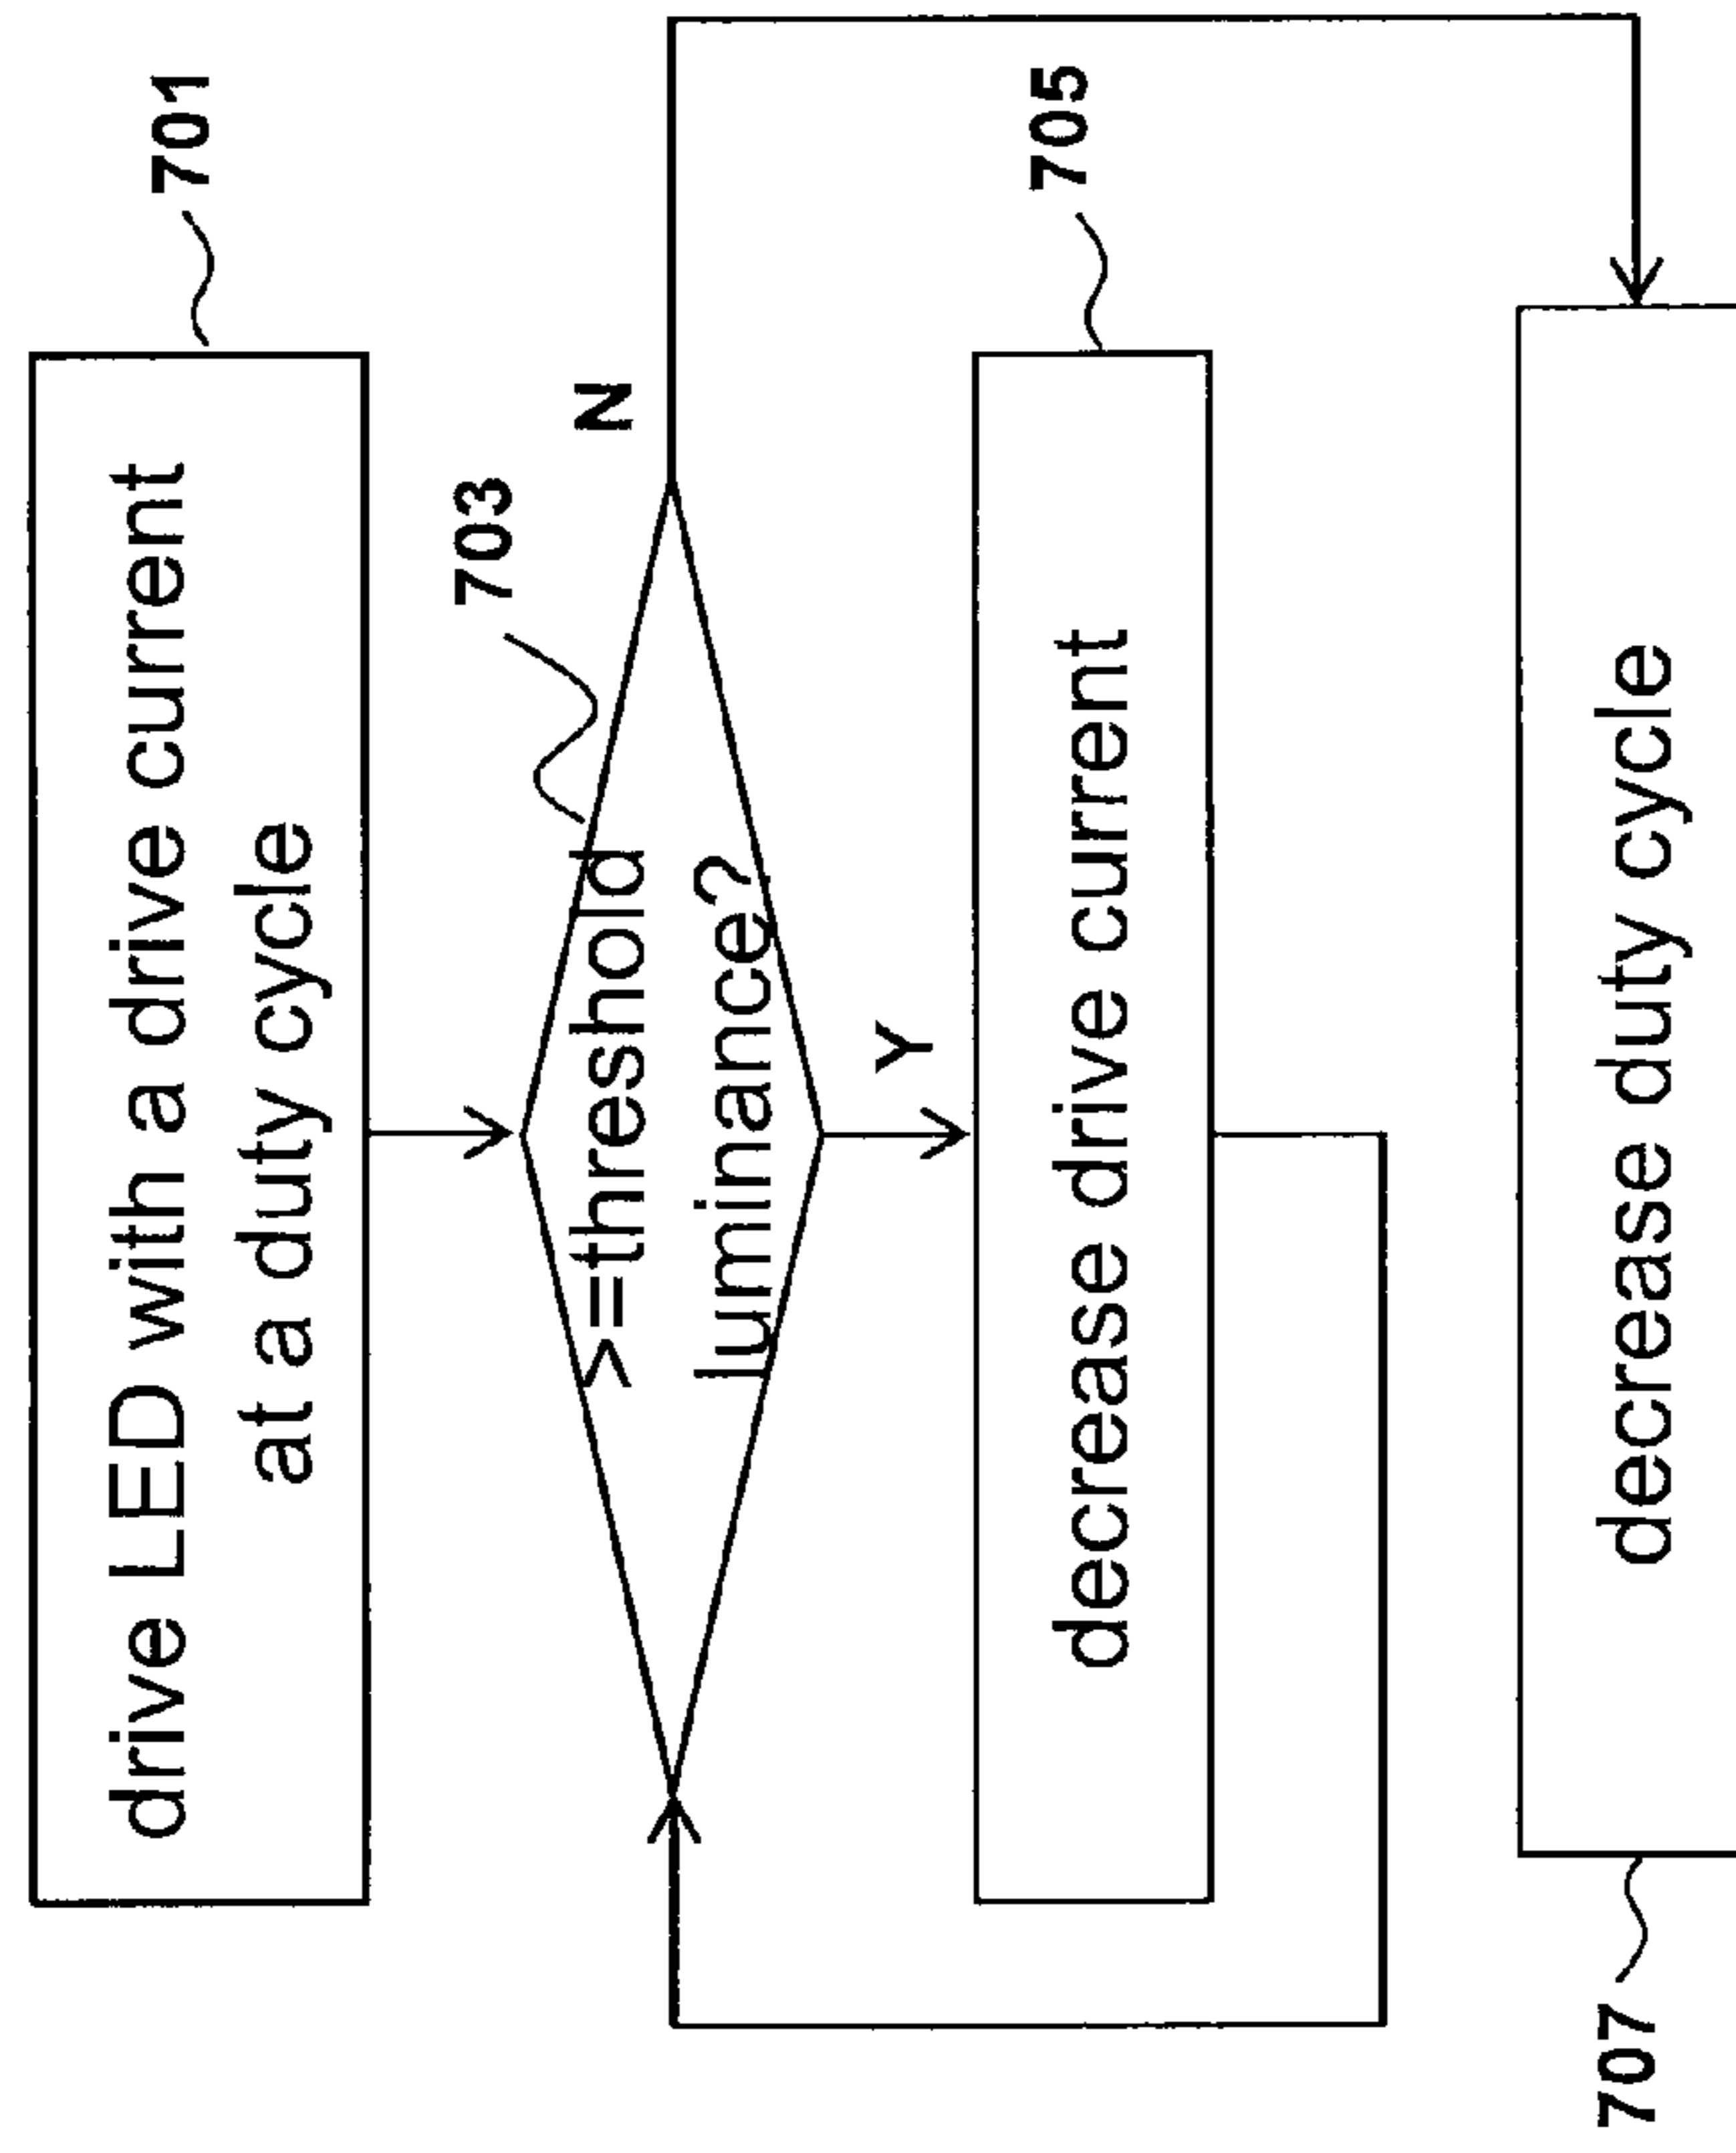 701
drive LED with a drive current
at a duty cycle
703
N
>=threshold
luminance?
Y
705
decrease drive current
707
decrease duty cycle